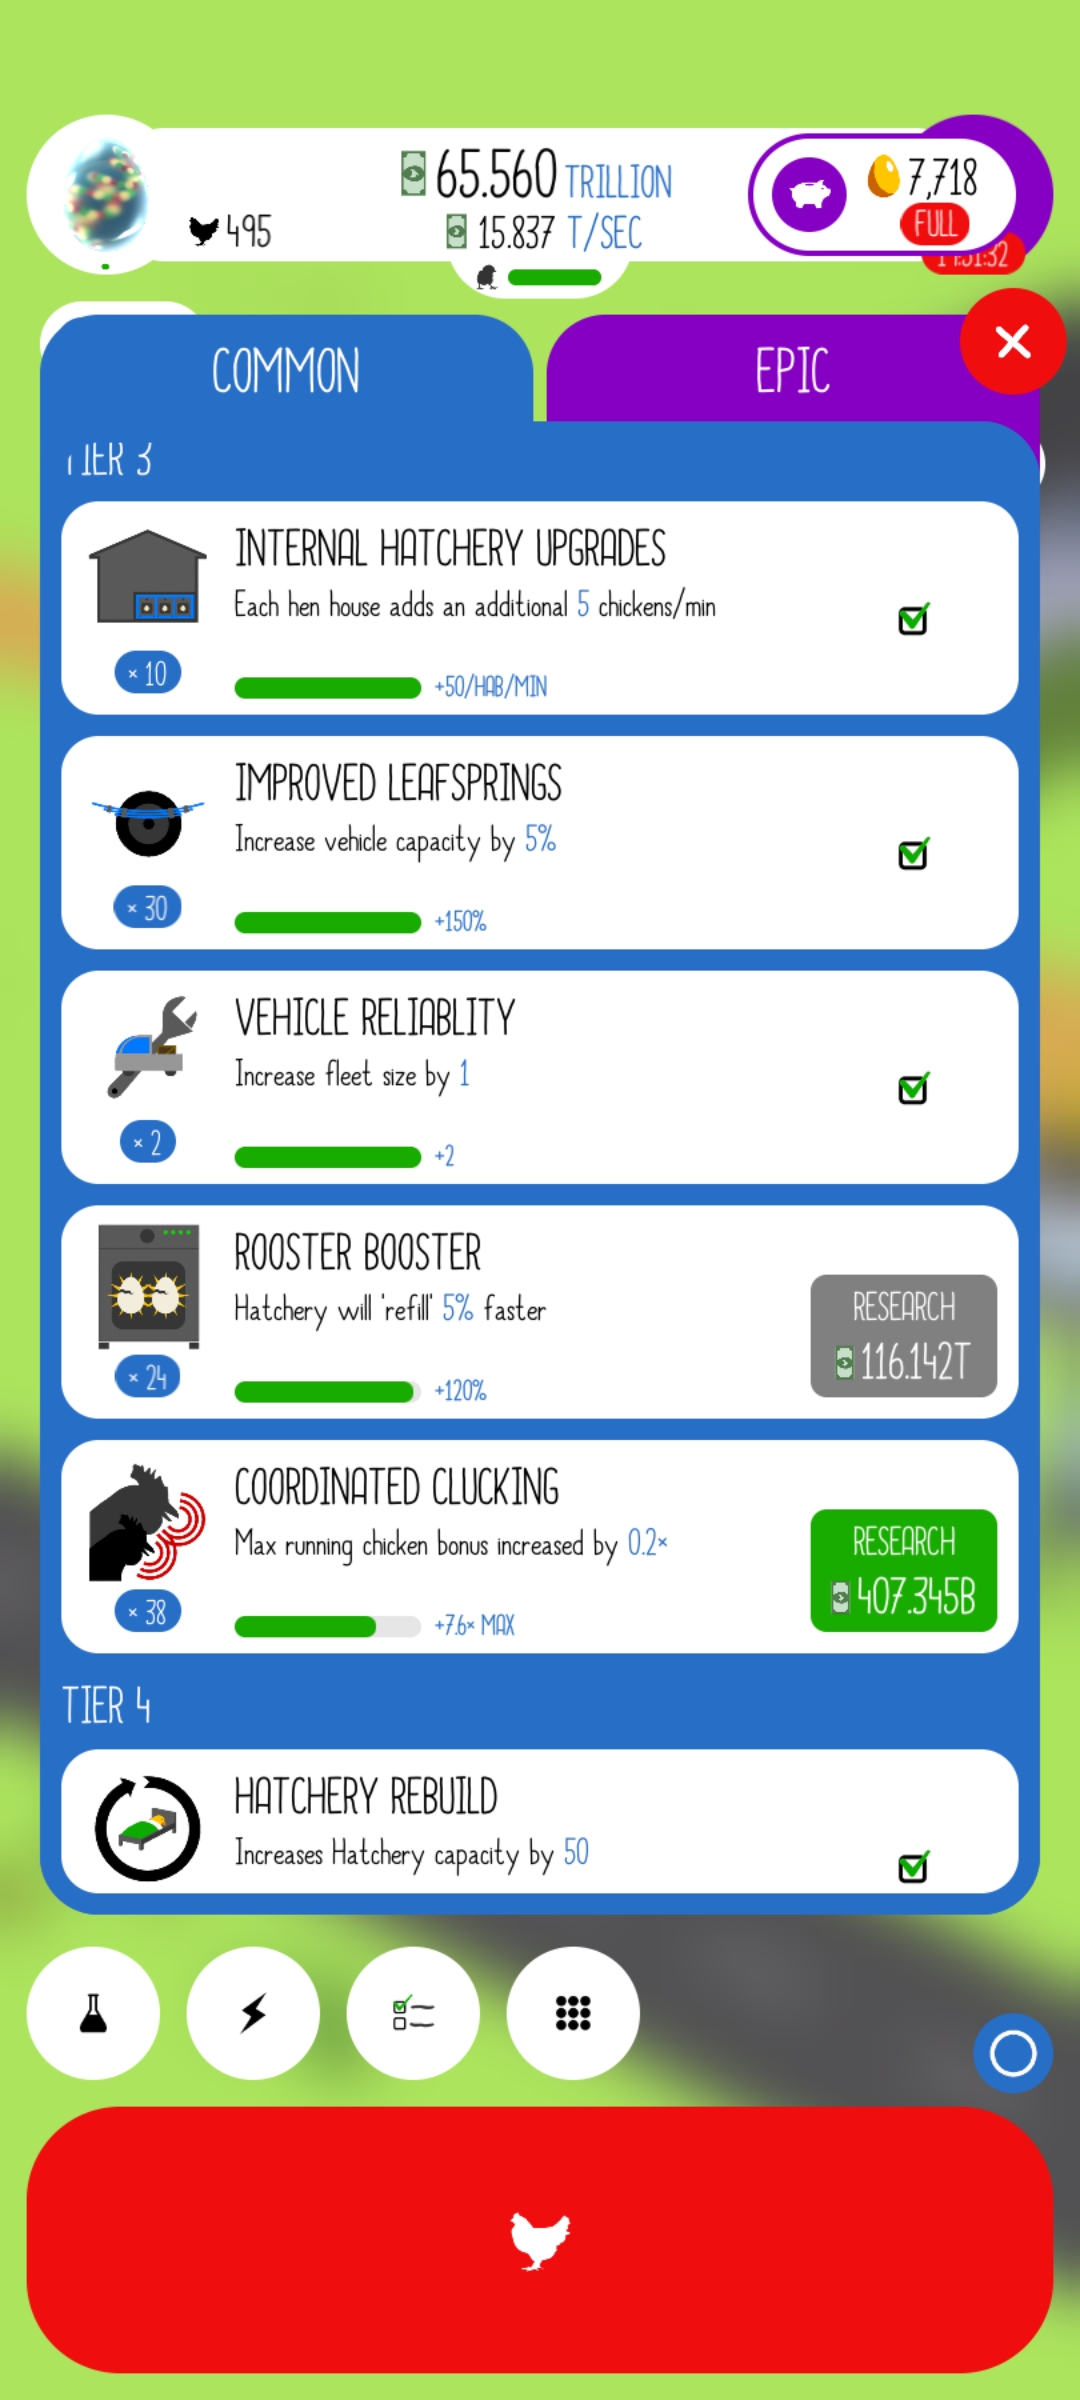 65.560 TRILLION
7,718
495
15.837 T/SEC
FULL
COMMON
EPIC
TIER 3
INTERNAL HATCHERY UPGRADES
Each hen house adds an additional 5 chickens/min
× 10
+50/HAB/MIN
IMPROVED LEAFSPRINGS
Increase vehicle capacity by 5%
× 30
+150%
VEHICLE RELIABLITY
Increase fleet size by 1
× 2
+2
ROOSTER BOOSTER
Hatchery will 'refill' 5% faster
RESEARCH
116.142T
× 24
+120%
COORDINATED CLUCKING
Max running chicken bonus increased by 0.2×
RESEARCH
407.345B
× 38
+7.6× MAX
TIER 4
HATCHERY REBUILD
Increases Hatchery capacity by 50